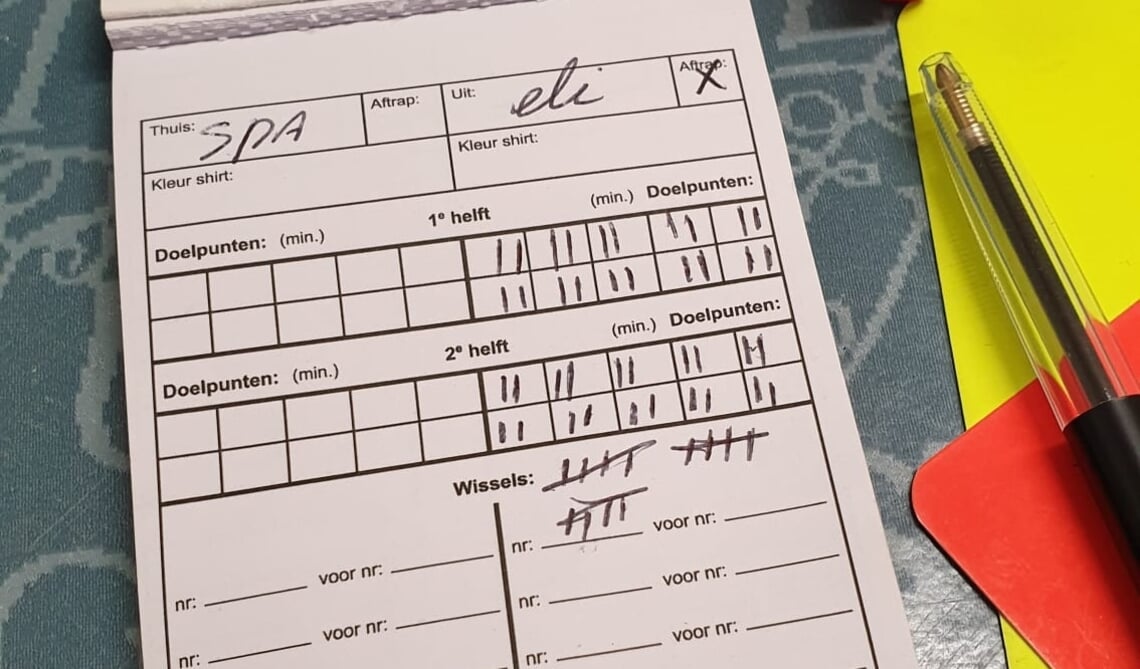 Thuis: SPA Aftrap: Uit: eli Aftrap: X
Kleur shirt: Kleur shirt:
1e helft
Doelpunten: (min.) (min.) Doelpunten:
|| || || || ||
|| || || || ||
2e helft
Doelpunten: (min.) (min.) Doelpunten:
|| || || ||
|| || || || ||
Wissels:
nr: voor nr: nr: voor nr:
nr: voor nr: nr: voor nr:
nr: voor nr: